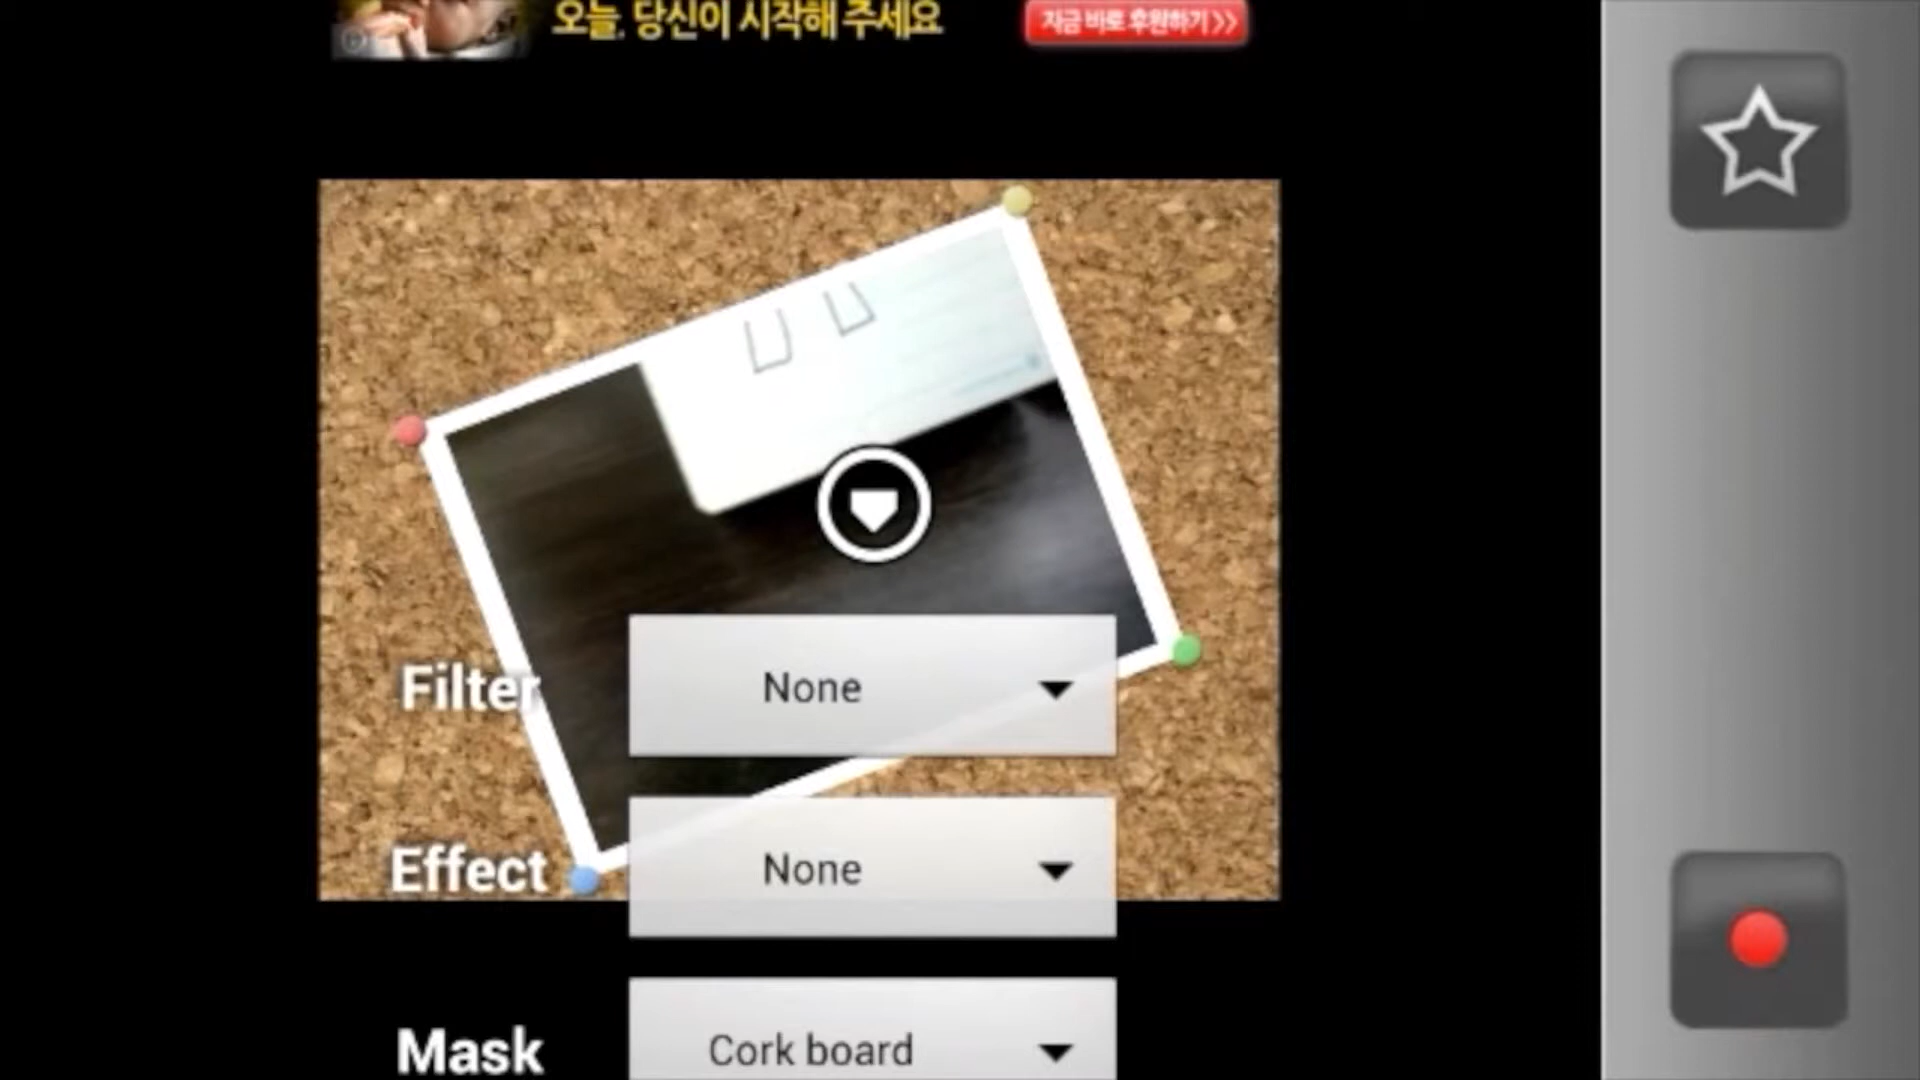 오늘, 당신이 시작해 주세요
지금 바로 후원하기 >>
Filter
None
Effect
None
Mask
Cork board